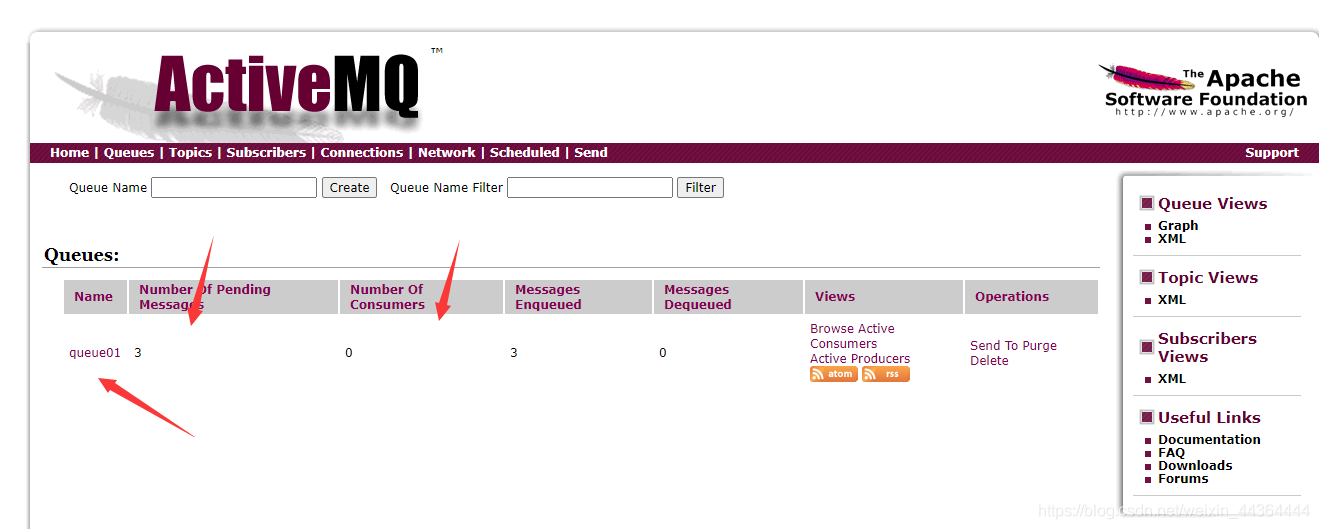 ActiveMQ™
The Apache
Software Foundation
http://www.apache.org/
Home | Queues | Topics | Subscribers | Connections | Network | Scheduled | Send
Support
Queue Name Create Queue Name Filter Filter
Queues:
Name
Number Of Pending
Messages
Number Of
Consumers
Messages
Enqueued
Messages
Dequeued
Views
Operations
queue01
3
0
3
0
Browse Active
Consumers
Active Producers
atom rss
Send To Purge
Delete
Queue Views
Graph
XML
Topic Views
XML
Subscribers
Views
XML
Useful Links
Documentation
FAQ
Downloads
Forums
https://blog.csdn.net/weixin_44364444